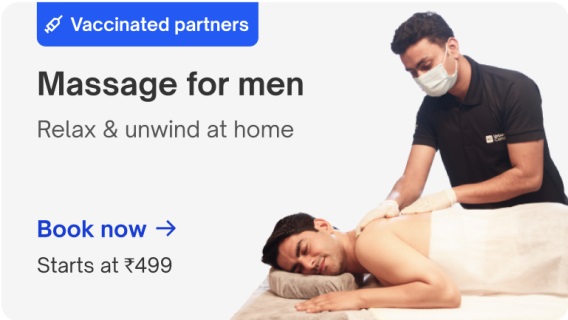 Vaccinated partners
Massage for men
Relax & unwind at home
Book now →
Starts at ₹499